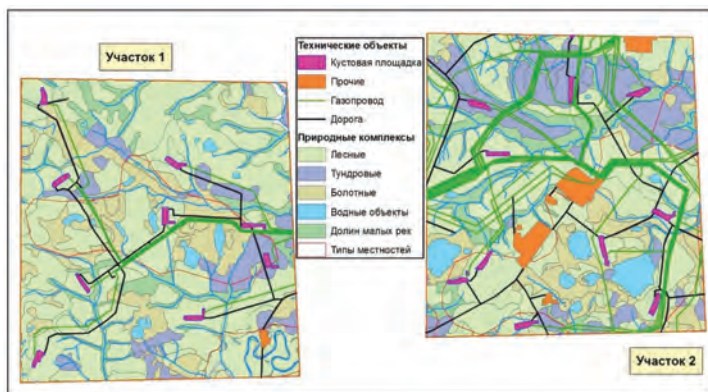 Участок 1
Технические объекты
Кустовая площадка
Прочие
Газопровод
Дорога
Природные комплексы
Лесные
Тундровые
Болотные
Водные объекты
Долин малых рек
Типы местностей
Участок 2